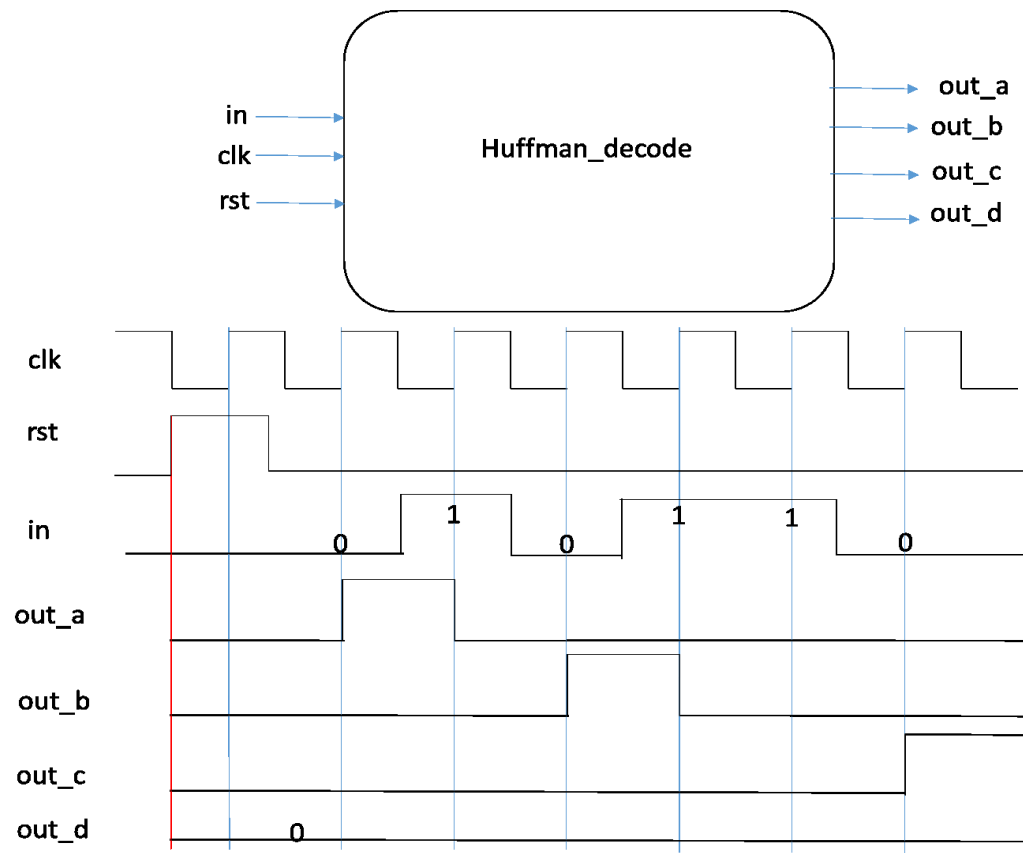 in
clk
rst
Huffman_decode
out_a
out_b
out_c
out_d
clk
rst
in
0 1 0 1 1 0
out_a
out_b
out_c
out_d
0